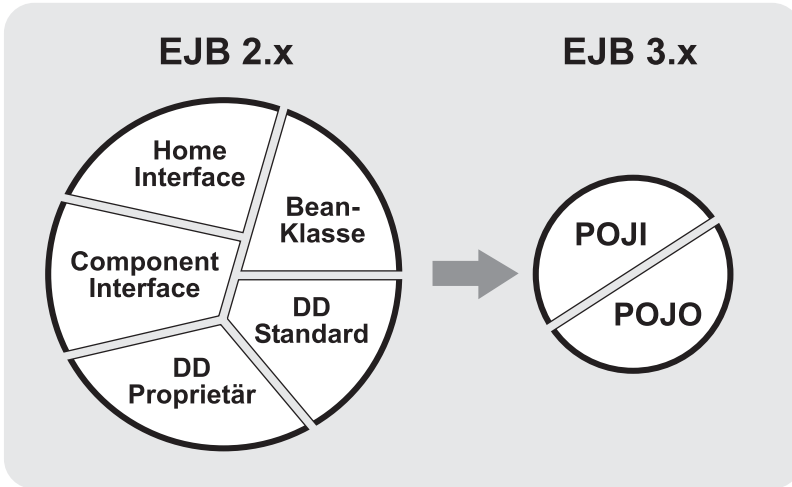 EJB 2.x
EJB 3.x
Home
Interface
Bean-
Klasse
Component
Interface
DD
Standard
DD
Proprietär
POJI
POJO